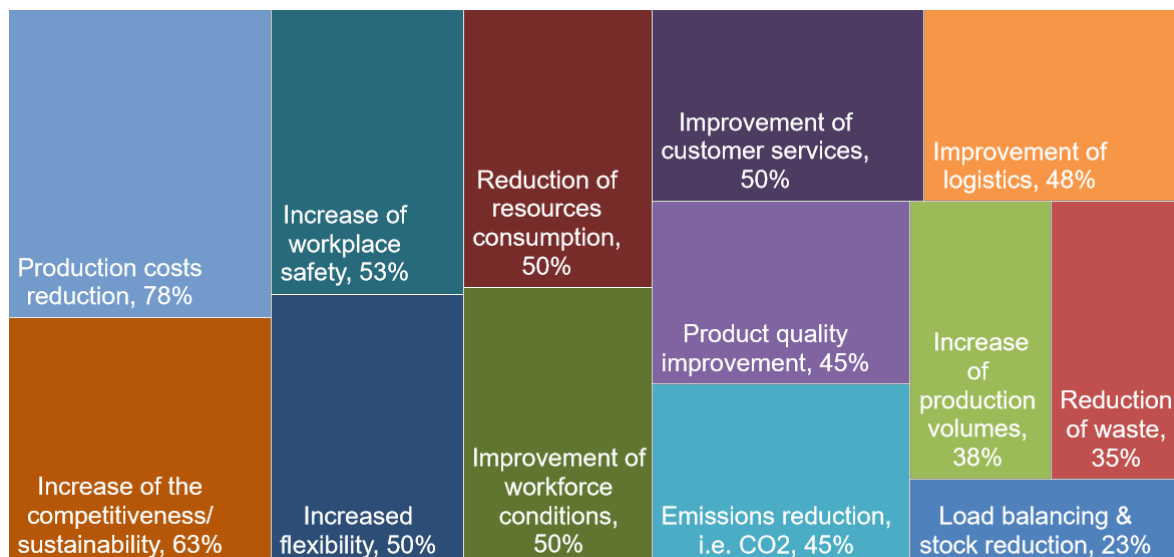 Production costs
reduction, 78%
Increase of the
competitiveness/
sustainability, 63%
Increase of
workplace
safety, 53%
Increased
flexibility, 50%
Reduction of
resources
consumption,
50%
Improvement of
workforce
conditions,
50%
Improvement of
customer services,
50%
Improvement of
logistics, 48%
Product quality
improvement, 45%
Emissions reduction,
i.e. CO2, 45%
Increase
of
production
volumes,
38%
Reduction
of waste,
35%
Load balancing &
stock reduction, 23%